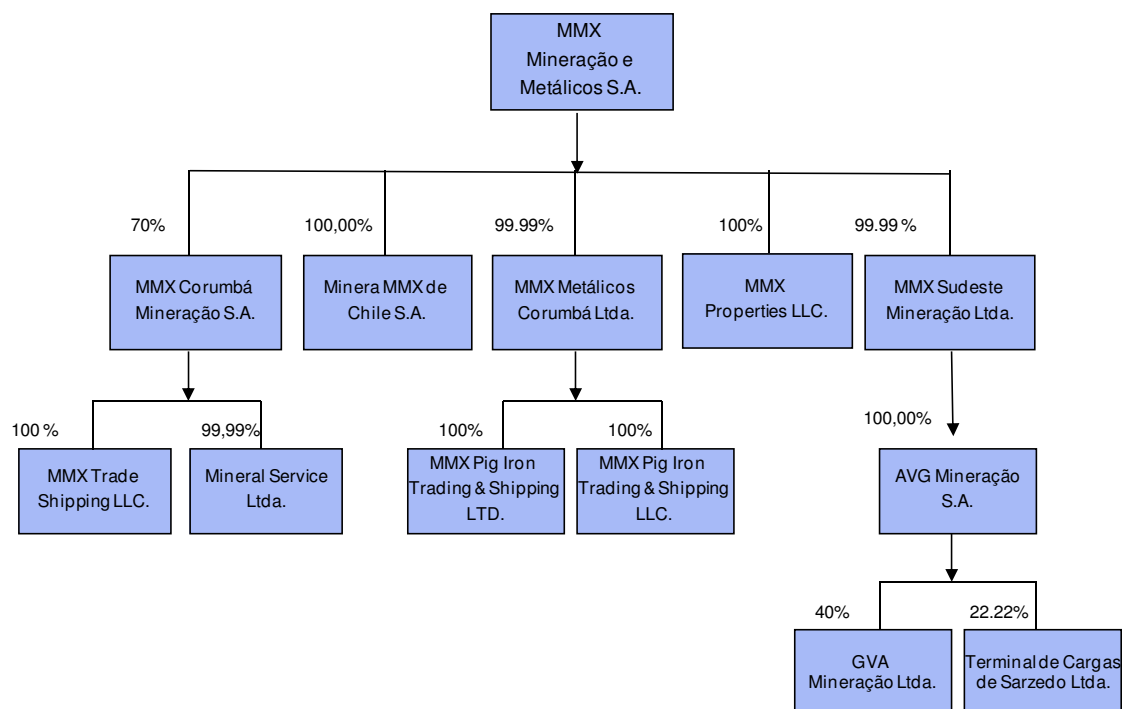 MMX
Mineração e
Metálicos S.A.
70%
100,00%
99.99%
100%
99.99 %
MMX Corumbá
Mineração S.A.
Minera MMX de
Chile S.A.
MMX Metálicos
Corumbá Ltda.
MMX
Properties LLC.
MMX Sudeste
Mineração Ltda.
100 %
99,99%
100%
100%
100,00%
MMX Trade
Shipping LLC.
Mineral Service
Ltda.
MMX Pig Iron
Trading & Shipping
LTD.
MMX Pig Iron
Trading & Shipping
LLC.
AVG Mineração
S.A.
40%
22.22%
GVA
Mineração Ltda.
Terminal de Cargas
de Sarzedo Ltda.